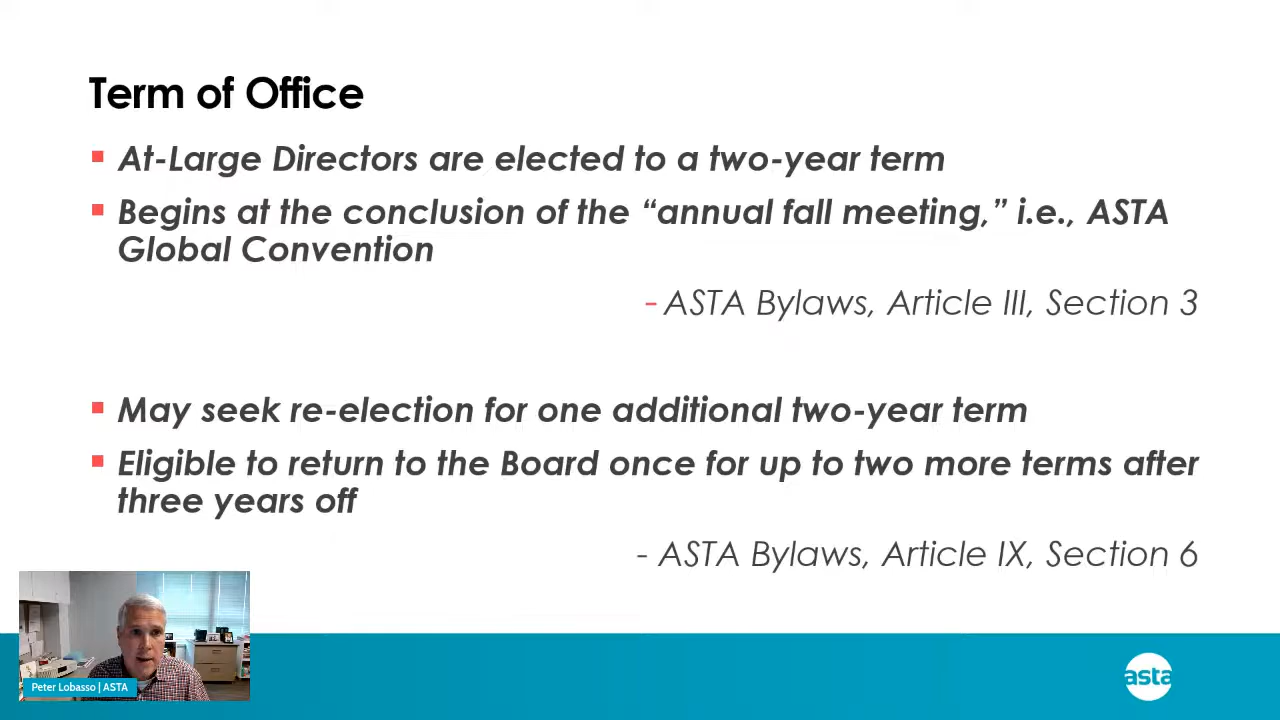 Term of Office
▪ At-Large Directors are elected to a two-year term
▪ Begins at the conclusion of the “annual fall meeting,” i.e., ASTA
Global Convention
- ASTA Bylaws, Article III, Section 3
▪ May seek re-election for one additional two-year term
▪ Eligible to return to the Board once for up to two more terms after
three years off
- ASTA Bylaws, Article IX, Section 6
Peter Lobasso | ASTA
asta